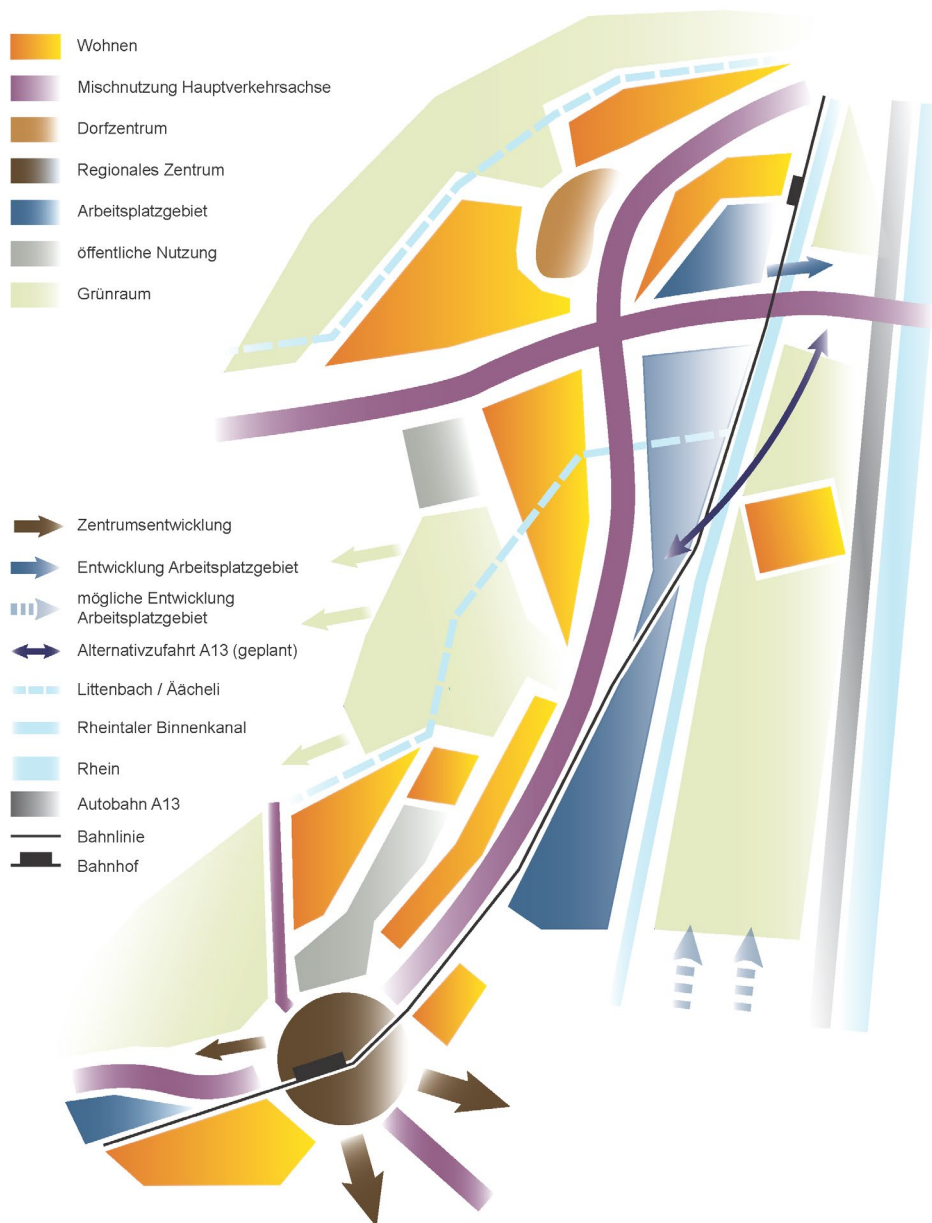 Wohnen
Mischnutzung Hauptverkehrsachse
Dorfzentrum
Regionales Zentrum
Arbeitsplatzgebiet
öffentliche Nutzung
Grünraum
Zentrumsentwicklung
Entwicklung Arbeitsplatzgebiet
mögliche Entwicklung
Arbeitsplatzgebiet
Alternativzufahrt A13 (geplant)
Littenbach / Äächeli
Rheintaler Binnenkanal
Rhein
Autobahn A13
Bahnlinie
Bahnhof